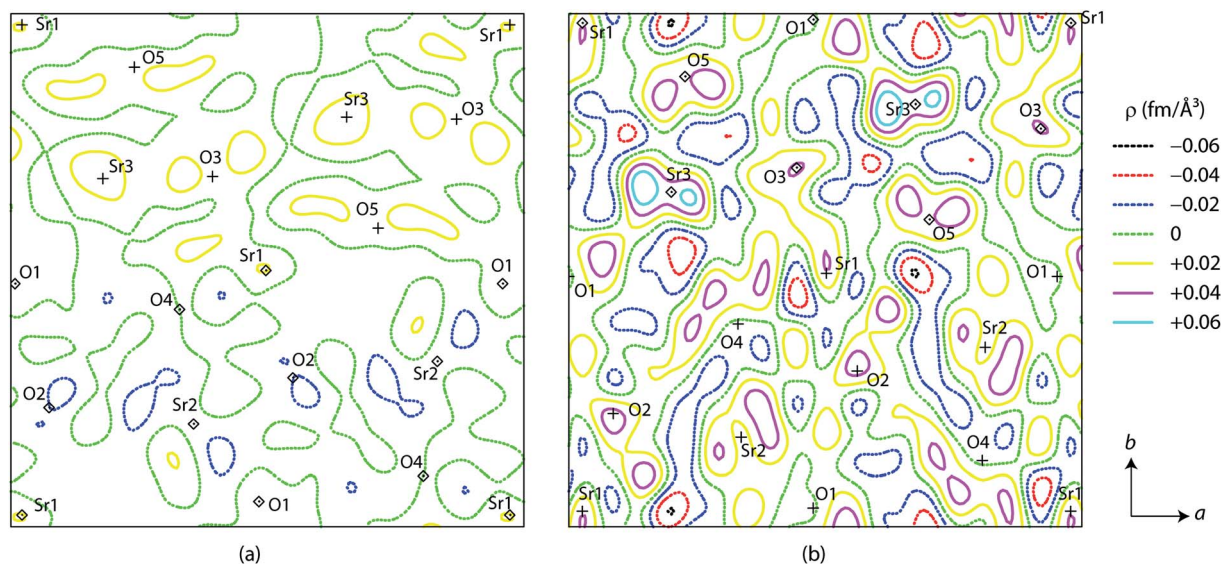 Sr1
Sr1
O5
Sr3
O3
O3
Sr3
O5
Sr1
O1
O1
O4
O2
Sr2
O2
Sr2
O4
O1
Sr1
Sr1
(a)
Sr1
O1
Sr1
O5
Sr3
O3
O3
Sr3
O5
Sr1
O1
O1
O4
Sr2
O2
O2
Sr2
O4
Sr1
O1
Sr1
(b)
ρ (fm/Å³)
−0.06
−0.04
−0.02
0
+0.02
+0.04
+0.06
b
a